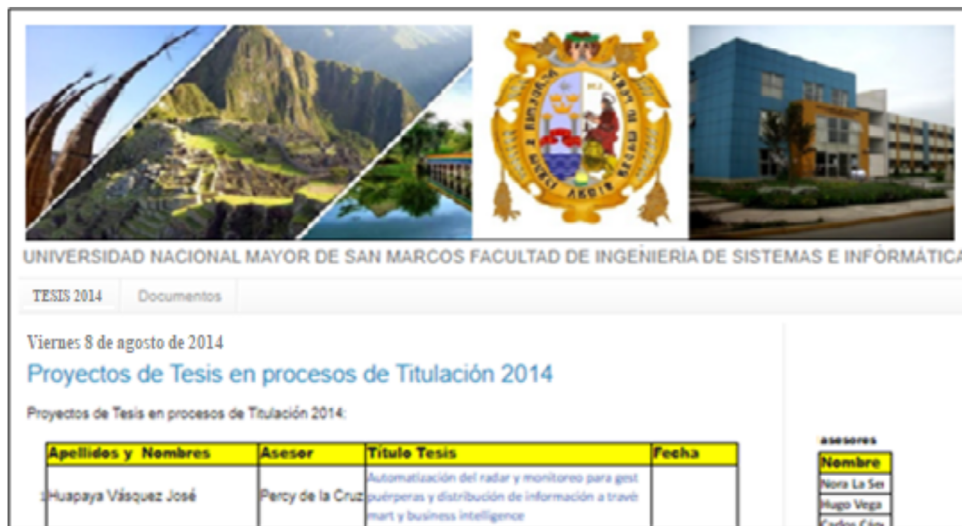 UNIVERSIDAD NACIONAL MAYOR DE SAN MARCOS FACULTAD DE INGENIERÍA DE SISTEMAS E INFÓRMÁTICA
TESIS 2014 Documentos
Viernes 8 de agosto de 2014
Proyectos de Tesis en procesos de Titulación 2014
Proyectos de Tesis en procesos de Titulación 2014:
Apellidos y Nombres Asesor Título Tesis Fecha
1 Huapaya Vásquez José Percy de la Cruz Automatización del radar y monitoreo para gest
puérperas y distribución de información a travé
mart y business intelligence
asesores
Nombre
Nora La Ser
Hugo Vega
Carlos